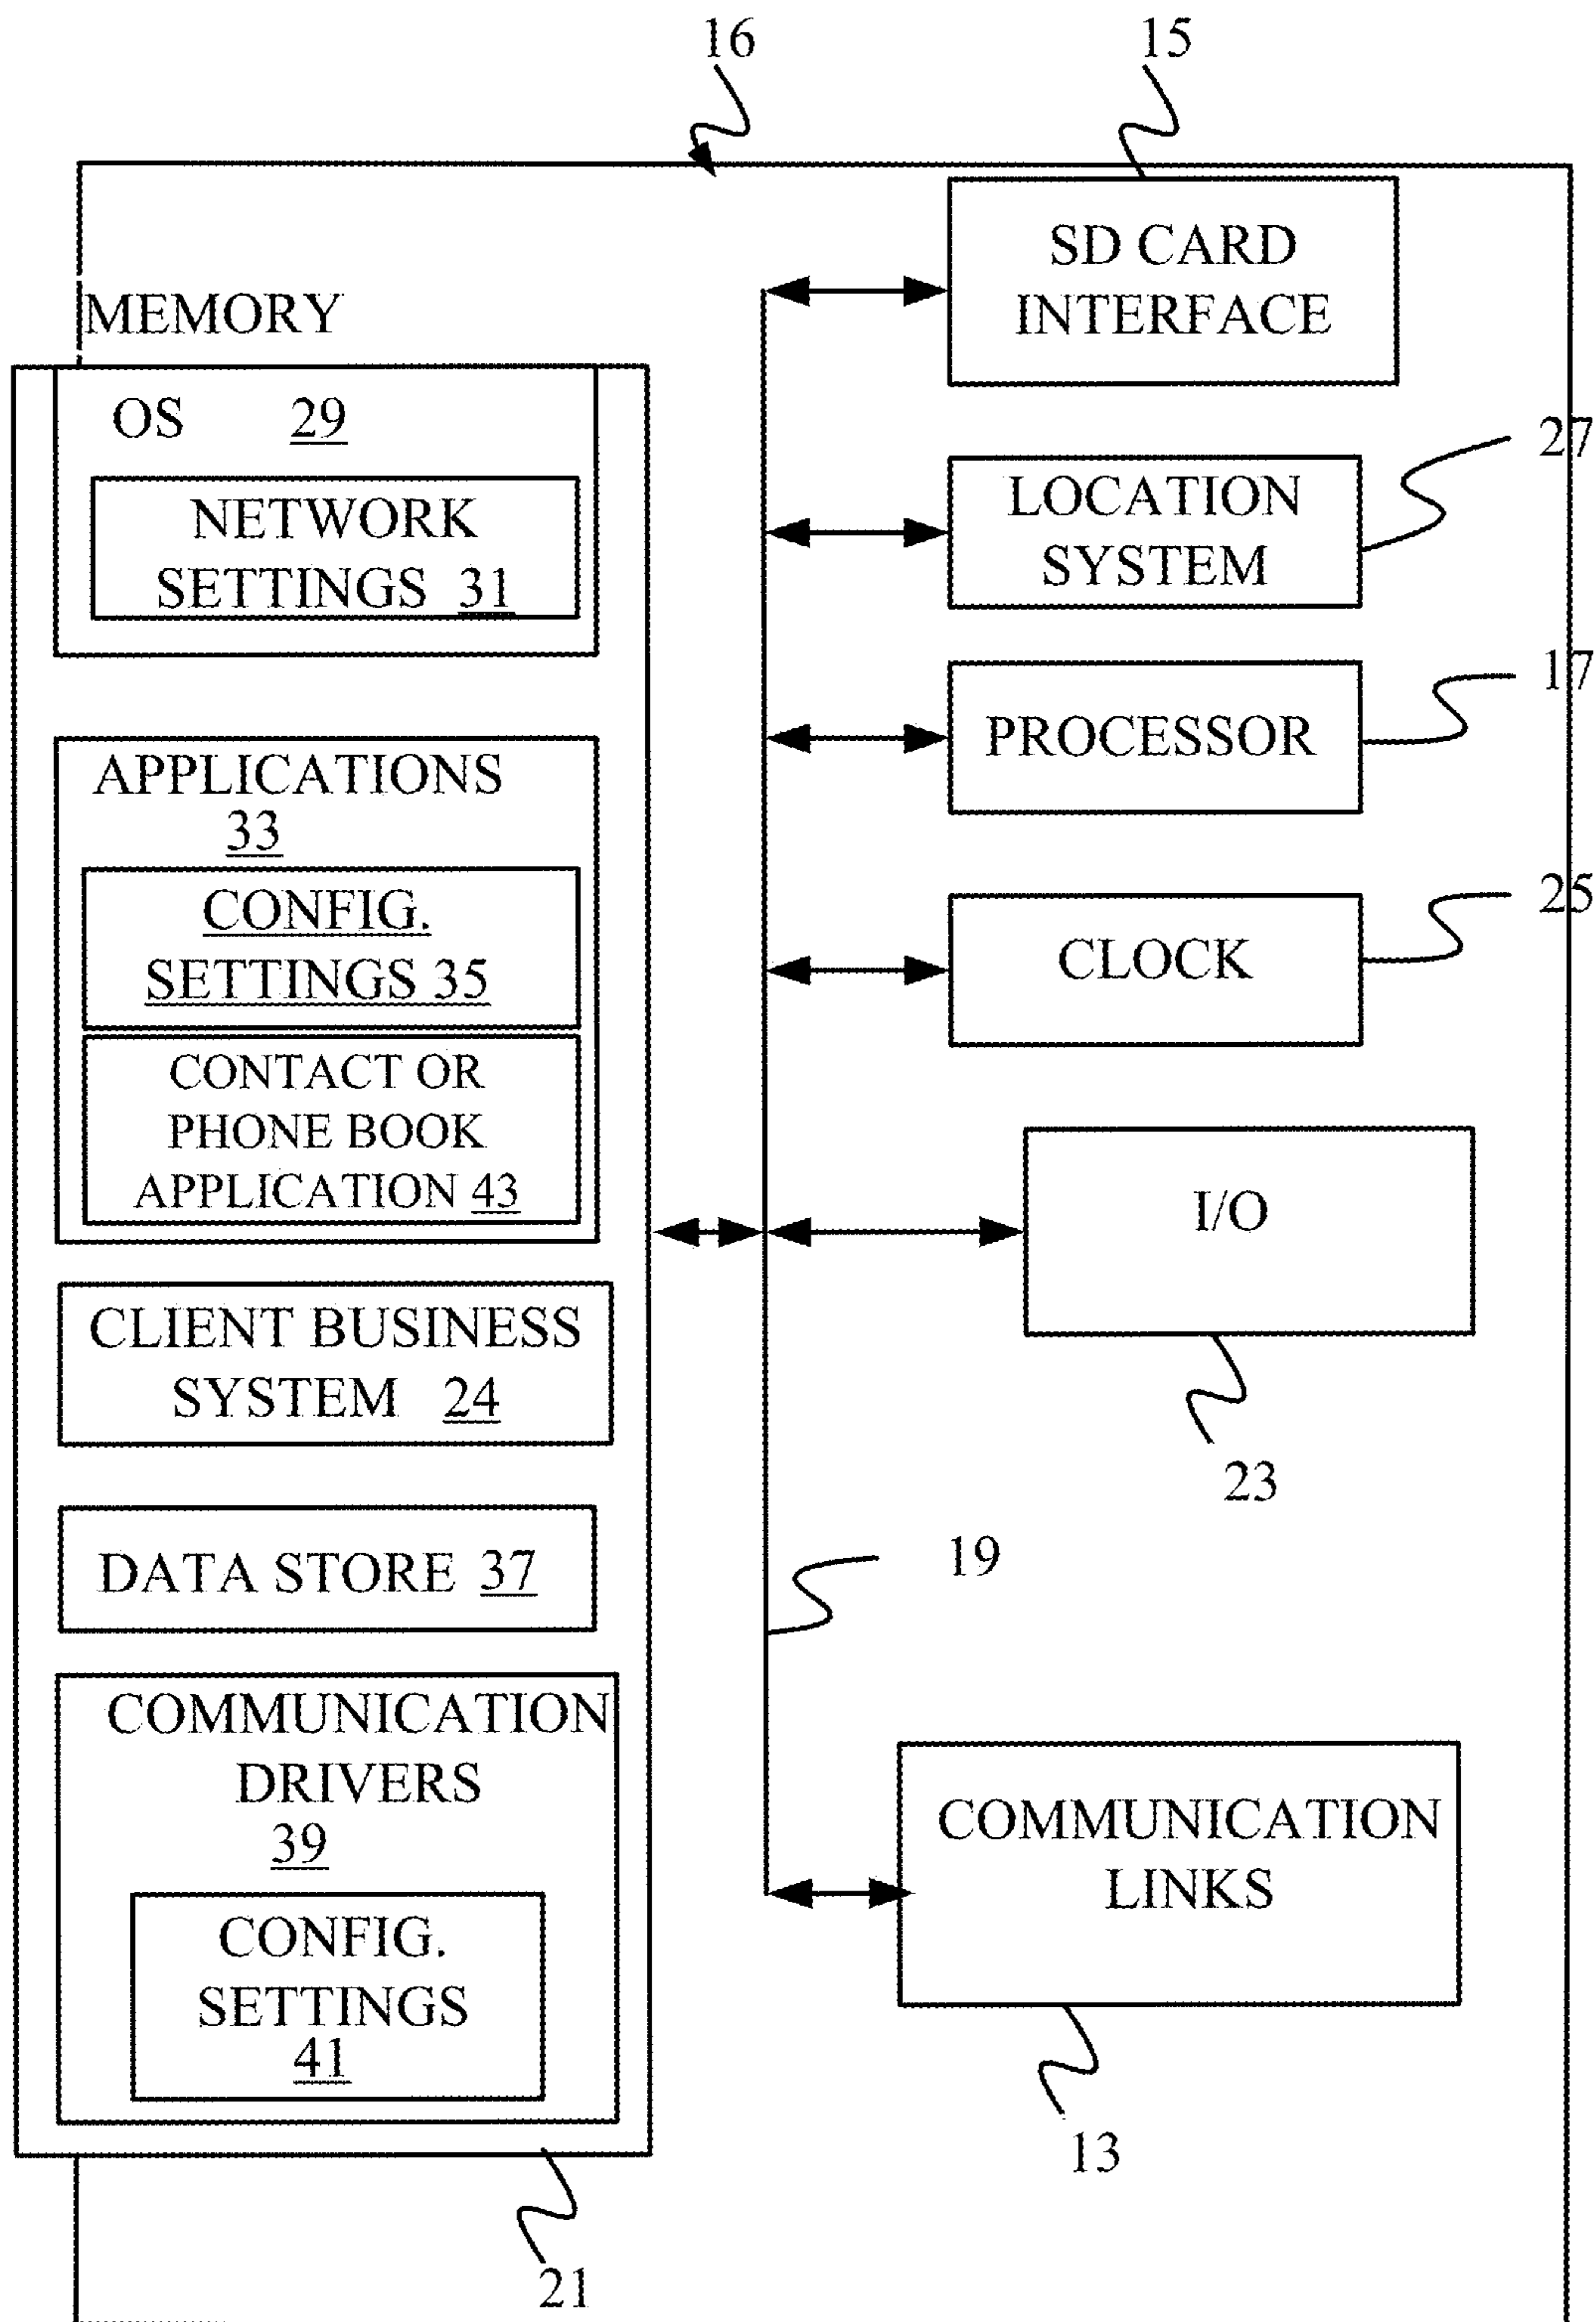 16
15
SD CARD
INTERFACE
MEMORY
OS 29
NETWORK
SETTINGS 31
27
LOCATION
SYSTEM
17
PROCESSOR
APPLICATIONS
33
CONFIG.
SETTINGS 35
25
CLOCK
CONTACT OR
PHONE BOOK
APPLICATION 43
I/O
23
CLIENT BUSINESS
SYSTEM 24
DATA STORE 37
19
COMMUNICATION
DRIVERS
39
CONFIG.
SETTINGS
41
COMMUNICATION
LINKS
13
21